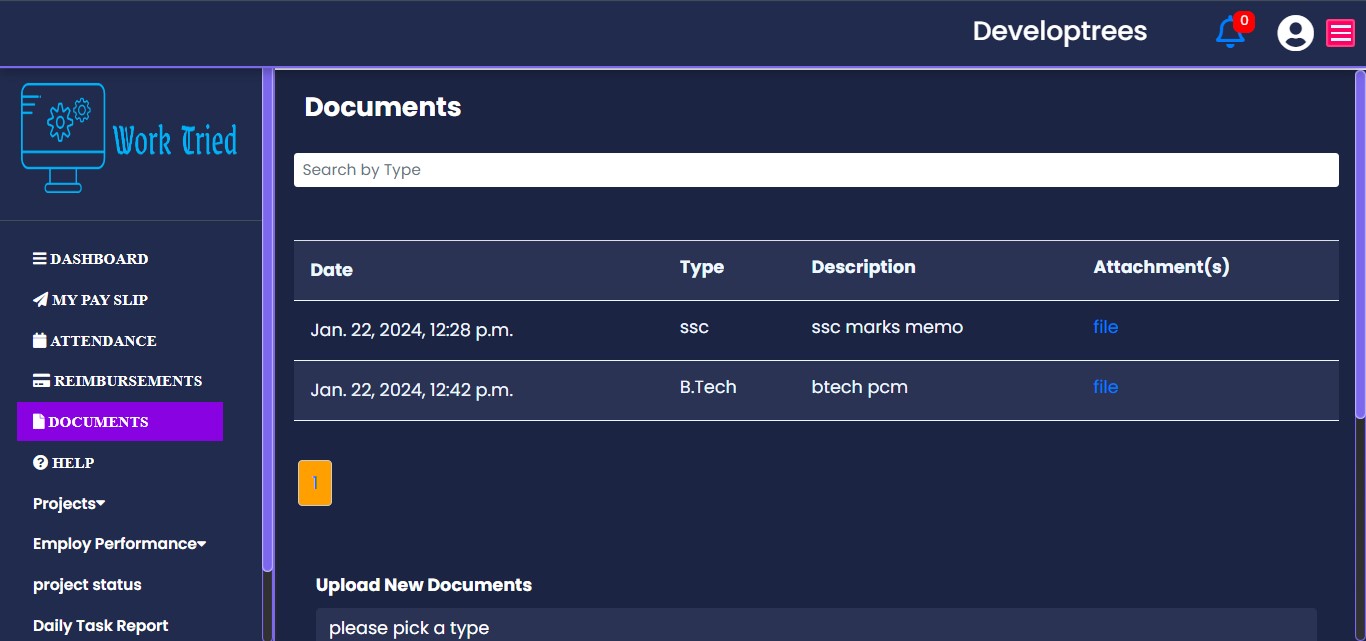 Developtrees
0
Work Tried
DASHBOARD
MY PAY SLIP
ATTENDANCE
REIMBURSEMENTS
DOCUMENTS
HELP
Projects
Employ Performance
project status
Daily Task Report
Documents
Search by Type
Date Type Description Attachment(s)
Jan. 22, 2024, 12:28 p.m. ssc ssc marks memo file
Jan. 22, 2024, 12:42 p.m. B.Tech btech pcm file
1
Upload New Documents
please pick a type